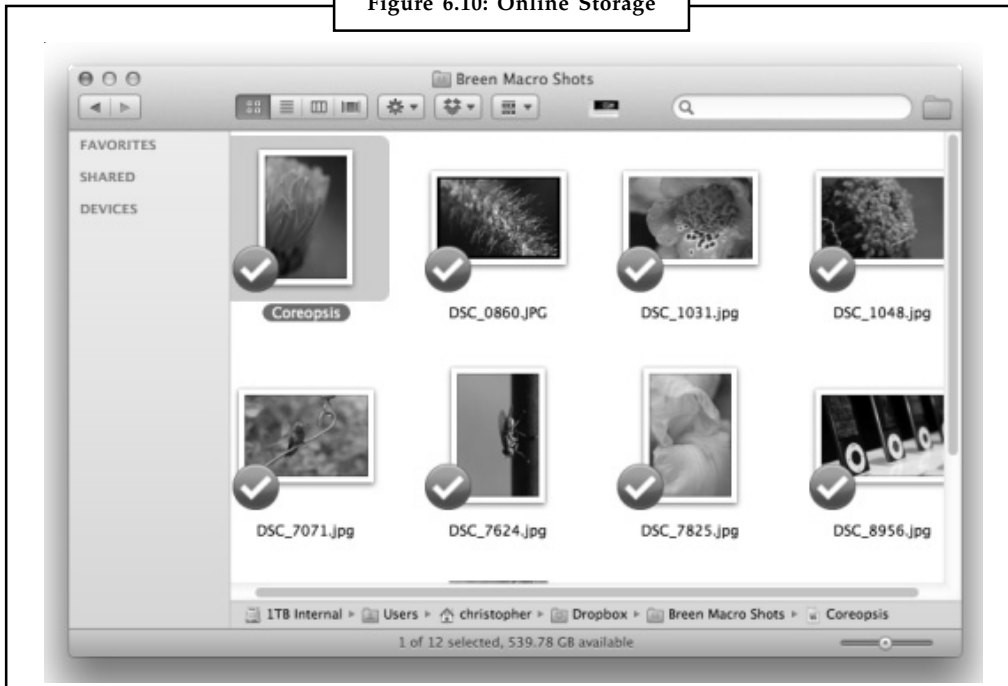 Figure 6.10: Online Storage
Breen Macro Shots
FAVORITES
SHARED
DEVICES
Coreopsis
DSC_0860.JPG
DSC_1031.jpg
DSC_1048.jpg
DSC_7071.jpg
DSC_7624.jpg
DSC_7825.jpg
DSC_8956.jpg
1TB Internal ▸ Users ▸ christopher ▸ Dropbox ▸ Breen Macro Shots ▸ Coreopsis
1 of 12 selected, 539.78 GB available